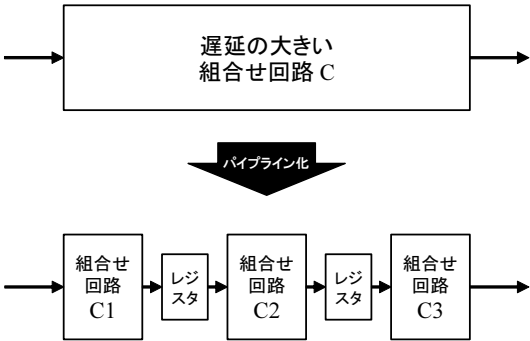 遅延の大きい
組合せ回路 C
パイプライン化
組合せ
回路
C1
レジ
スタ
組合せ
回路
C2
レジ
スタ
組合せ
回路
C3